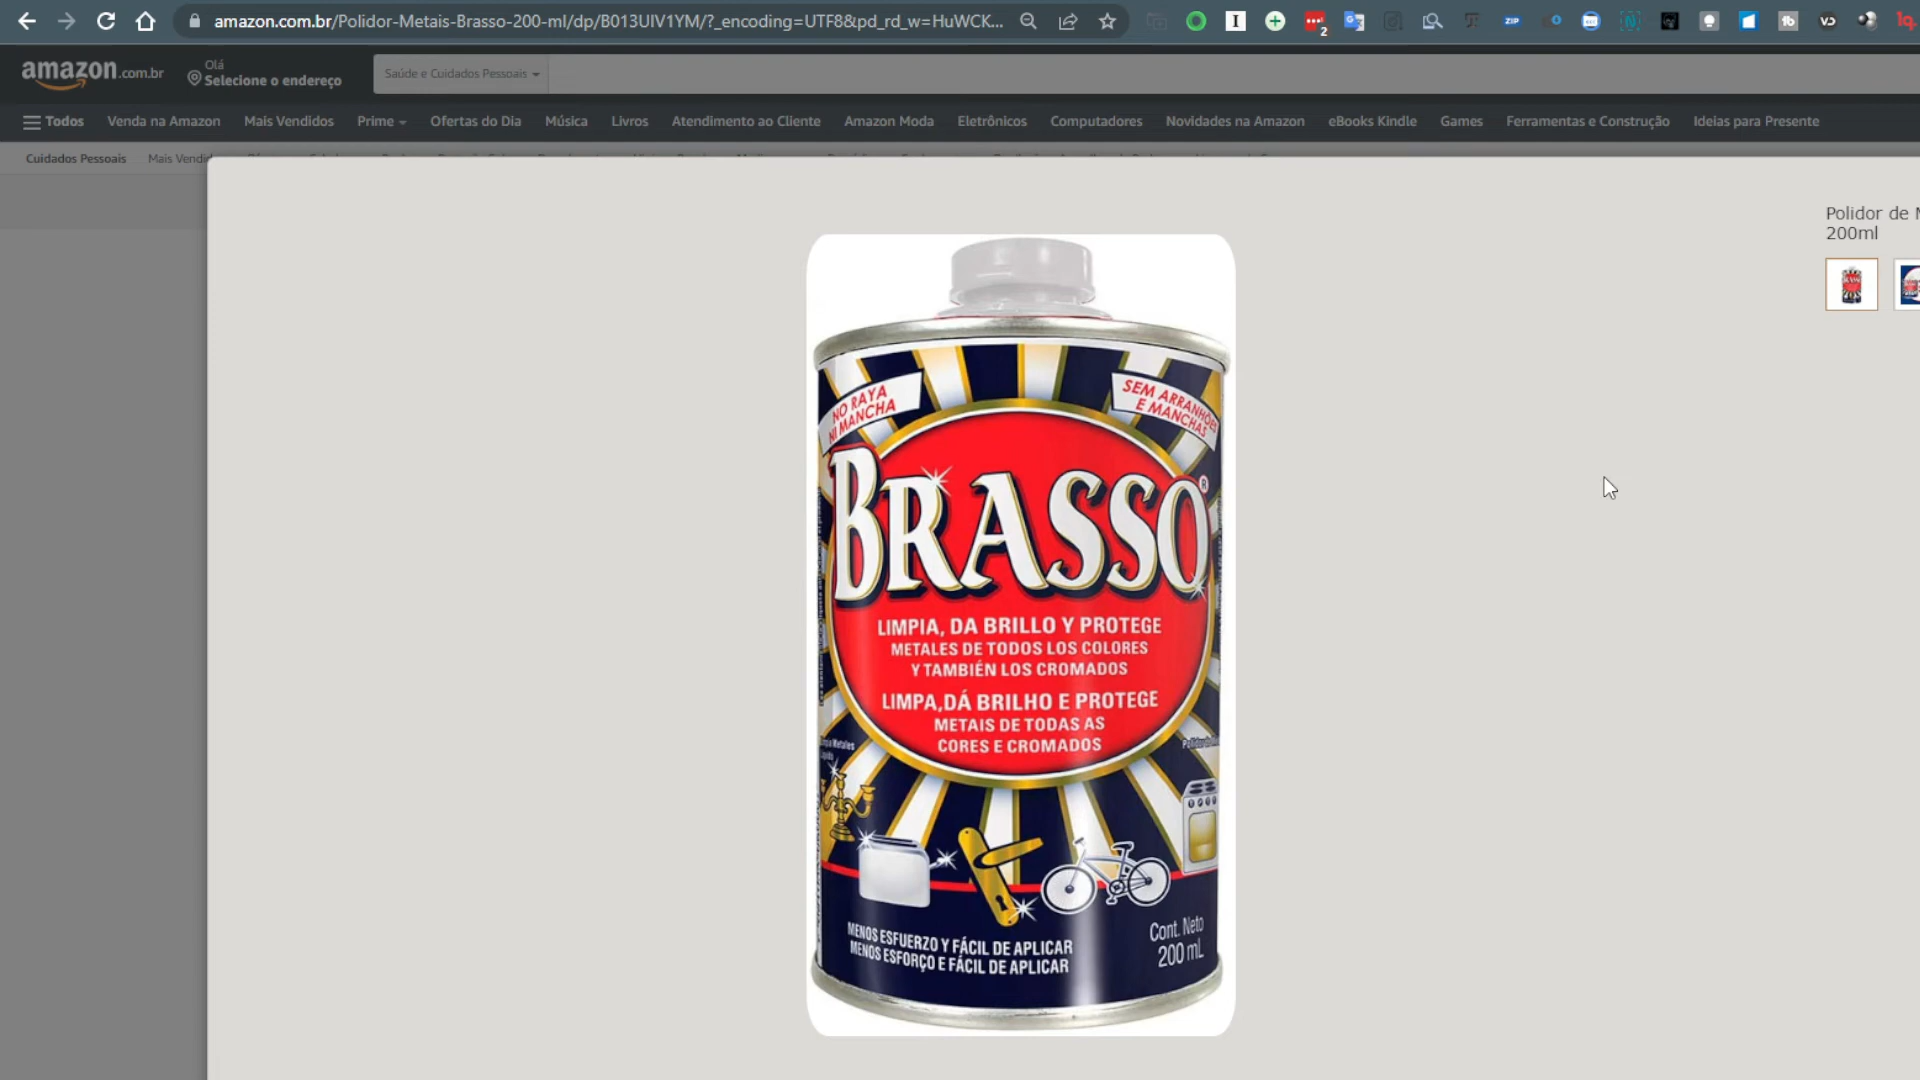 amazon.com.br/Polidor-Metais-Brasso-200-ml/dp/B013UIV1YM/?_encoding=UTF8&pd_rd_w=HuWCK...
2
ZIP
amazon.com.br
Olá
Selecione o endereço
Saúde e Cuidados Pessoais
Todos
Venda na Amazon
Mais Vendidos
Prime
Ofertas do Dia
Música
Livros
Atendimento ao Cliente
Amazon Moda
Eletrônicos
Computadores
Novidades na Amazon
eBooks Kindle
Games
Ferramentas e Construção
Ideias para Presente
Cuidados Pessoais
Mais
Polidor de
200ml
NO RAYA
NI MANCHA
SEM ARRANHÕES
E MANCHAS
BRASSO®
LIMPIA, DA BRILLO Y PROTEGE
METALES DE TODOS LOS COLORES
Y TAMBIÉN LOS CROMADOS
LIMPA,DÁ BRILHO E PROTEGE
METAIS DE TODAS AS
CORES E CROMADOS
MENOS ESFUERZO Y FÁCIL DE APLICAR
MENOS ESFORÇO E FÁCIL DE APLICAR
Cont. Neto
200 mL